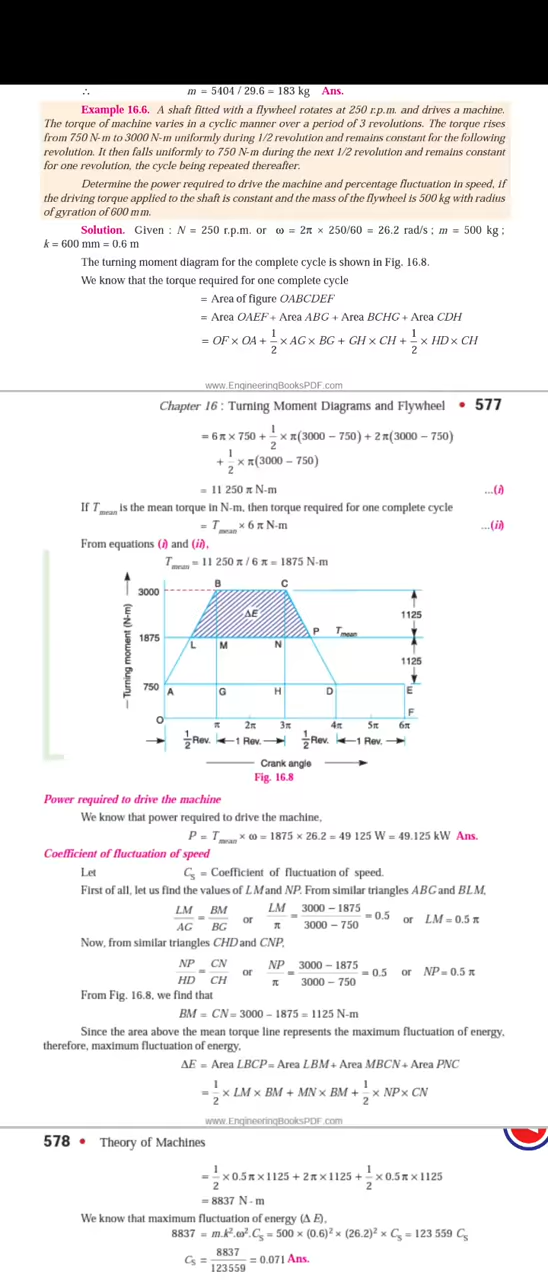 ∴ m = 5404 / 29.6 = 183 kg Ans.
Example 16.6. A shaft fitted with a flywheel rotates at 250 r.p.m. and drives a machine.
The torque of machine varies in a cyclic manner over a period of 3 revolutions. The torque rises
from 750 N-m to 3000 N-m uniformly during 1/2 revolution and remains constant for the following
revolution. It then falls uniformly to 750 N-m during the next 1/2 revolution and remains constant
for one revolution, the cycle being repeated thereafter.
Determine the power required to drive the machine and percentage fluctuation in speed, if
the driving torque applied to the shaft is constant and the mass of the flywheel is 500 kg with radius
of gyration of 600 mm.
Solution. Given : N = 250 r.p.m. or ω = 2π × 250/60 = 26.2 rad/s ; m = 500 kg ;
k = 600 mm = 0.6 m
The turning moment diagram for the complete cycle is shown in Fig. 16.8.
We know that the torque required for one complete cycle
= Area of figure OABCDEF
= Area OAEF + Area ABG + Area BCHG + Area CDH
= OF × OA + 1/2 × AG × BG + GH × CH + 1/2 × HD × CH
www.EngineeringBooksPDF.com
Chapter 16 : Turning Moment Diagrams and Flywheel • 577
= 6π × 750 + 1/2 × π(3000 – 750) + 2π(3000 – 750)
+ 1/2 × π(3000 – 750)
= 11 250 π N-m ...(i)
If Tmean is the mean torque in N-m, then torque required for one complete cycle
= Tmean × 6 π N-m ...(ii)
From equations (i) and (ii),
Tmean = 11 250 π / 6 π = 1875 N-m
Turning moment (N-m)
B C
3000
ΔE
1125
P Tmean
1875
L M N
1125
750 A G H D E
F
O π 2π 3π 4π 5π 6π
1/2 Rev. 1 Rev. 1/2 Rev. 1 Rev.
Crank angle
Fig. 16.8
Power required to drive the machine
We know that power required to drive the machine,
P = Tmean × ω = 1875 × 26.2 = 49 125 W = 49.125 kW Ans.
Coefficient of fluctuation of speed
Let CS = Coefficient of fluctuation of speed.
First of all, let us find the values of LM and NP. From similar triangles ABG and BLM,
LM/AG = BM/BG or LM/π = (3000 – 1875)/(3000 – 750) = 0.5 or LM = 0.5 π
Now, from similar triangles CHD and CNP,
NP/HD = CN/CH or NP/π = (3000 – 1875)/(3000 – 750) = 0.5 or NP = 0.5 π
From Fig. 16.8, we find that
BM = CN = 3000 – 1875 = 1125 N-m
Since the area above the mean torque line represents the maximum fluctuation of energy,
therefore, maximum fluctuation of energy,
ΔE = Area LBCP = Area LBM + Area MBCN + Area PNC
= 1/2 × LM × BM + MN × BM + 1/2 × NP × CN
www.EngineeringBooksPDF.com
578 • Theory of Machines
= 1/2 × 0.5 π × 1125 + 2 π × 1125 + 1/2 × 0.5 π × 1125
= 8837 N - m
We know that maximum fluctuation of energy (Δ E),
8837 = m.k².ω².CS = 500 × (0.6)² × (26.2)² × CS = 123 559 CS
CS = 8837/123559 = 0.071 Ans.